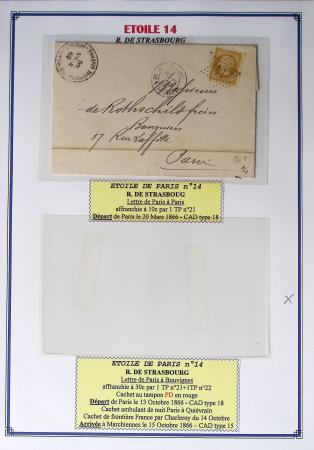 ETOILE 14
R. DE STRASBOURG
Monsieur
de Rothschild frères
Banquiers
17 Rue Laffitte
Paris
ETOILE DE PARIS n°14
R. DE STRASBOUG
Lettre de Paris à Paris
affranchie à 10c par 1 TP n°21
Départ de Paris le 20 Mars 1866 - CAD type 18
X
ETOILE DE PARIS n°14
R. DE STRASBOURG
Lettre de Paris à Bouvignes
affranchie à 30c par 1 TP n°21+1TP n°22
Cachet au tampon PD en rouge
Départ de Paris le 13 Octobre 1866 - CAD type 18
Cachet ambulant de nuit Paris à Quiévrain
Cachet de frontière France par Charleroy du 14 Octobre
Arrivée à Marchiennes le 15 Octobre 1866 - CAD type 15